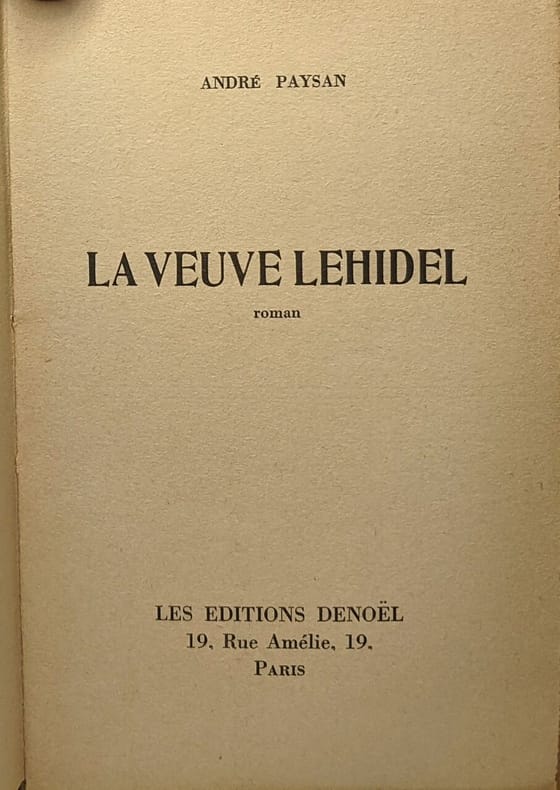 ANDRÉ PAYSAN
LA VEUVE LEHIDEL
roman
LES EDITIONS DENOËL
19, Rue Amélie, 19,
PARIS